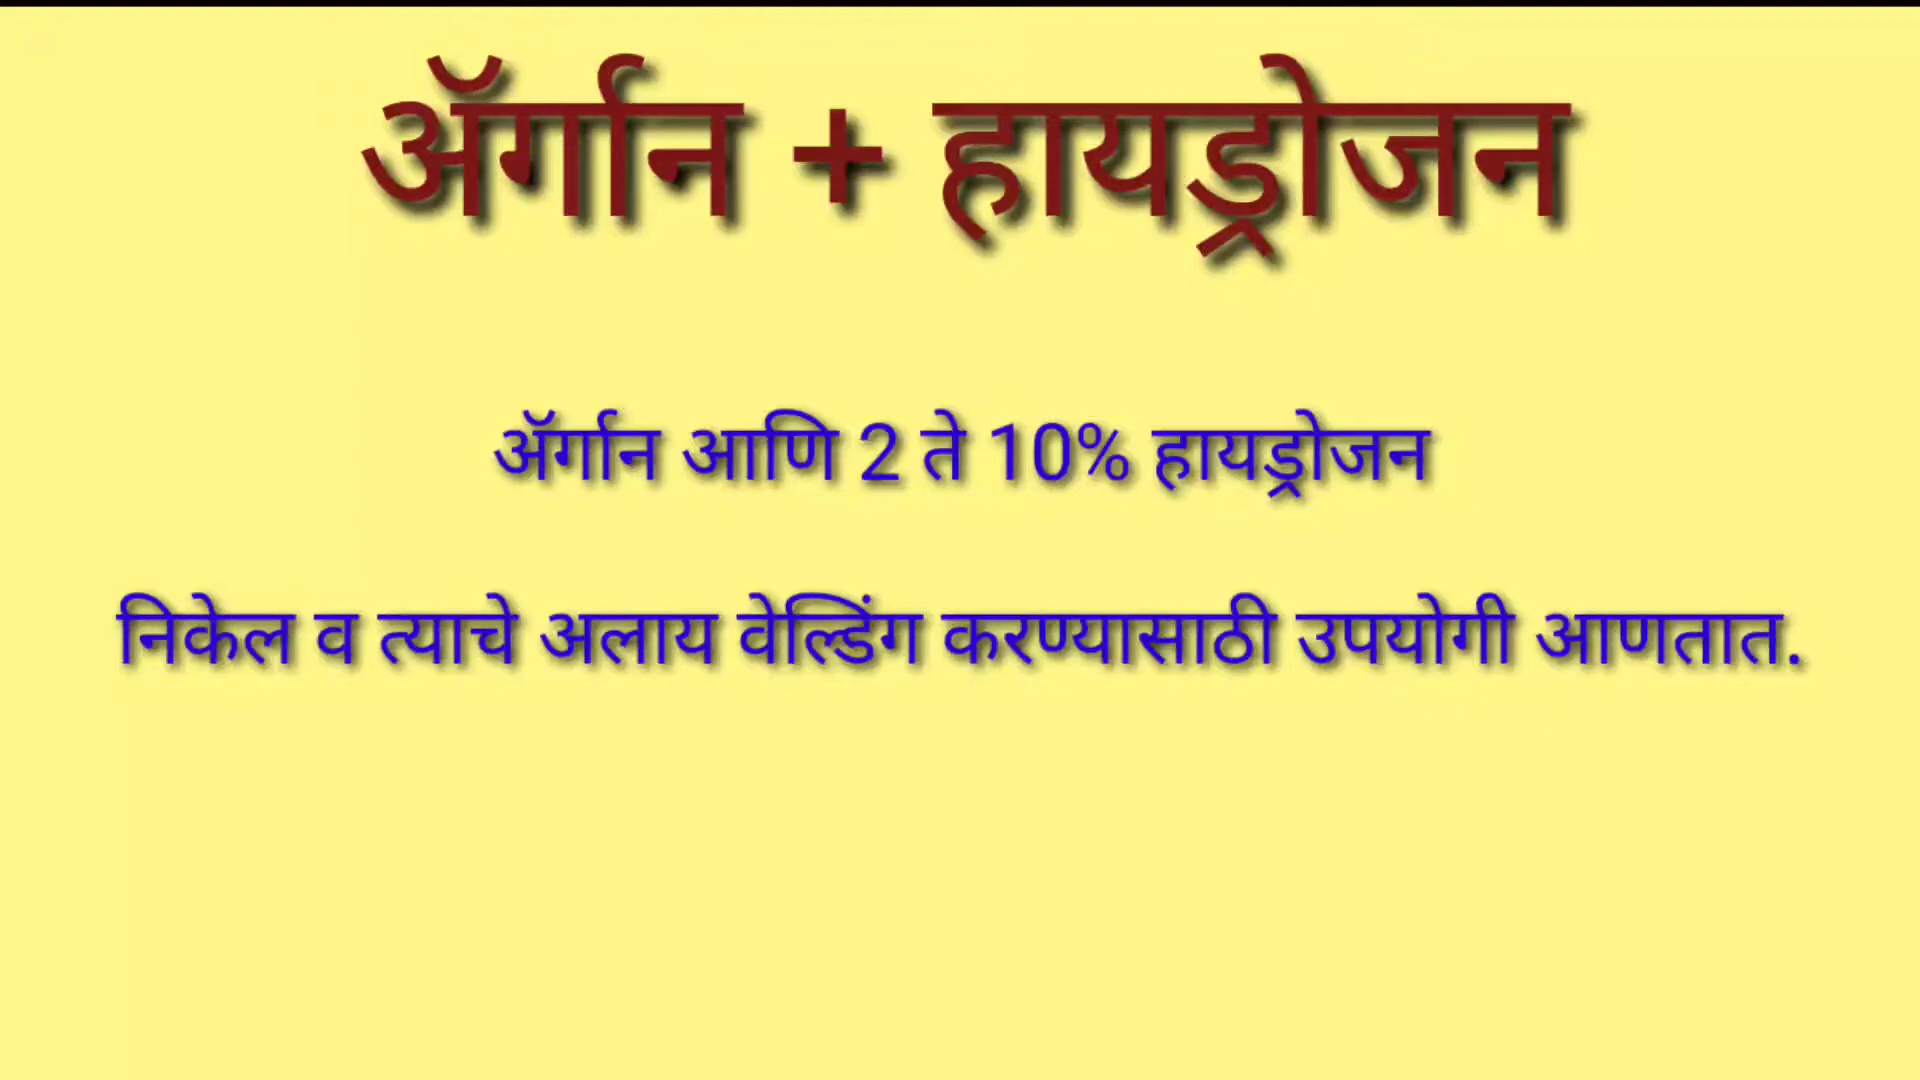 ॲर्गान + हायड्रोजन
ॲर्गान आणि 2 ते 10% हायड्रोजन
निकेल व त्याचे अलाय वेल्डिंग करण्यासाठी उपयोगी आणतात.